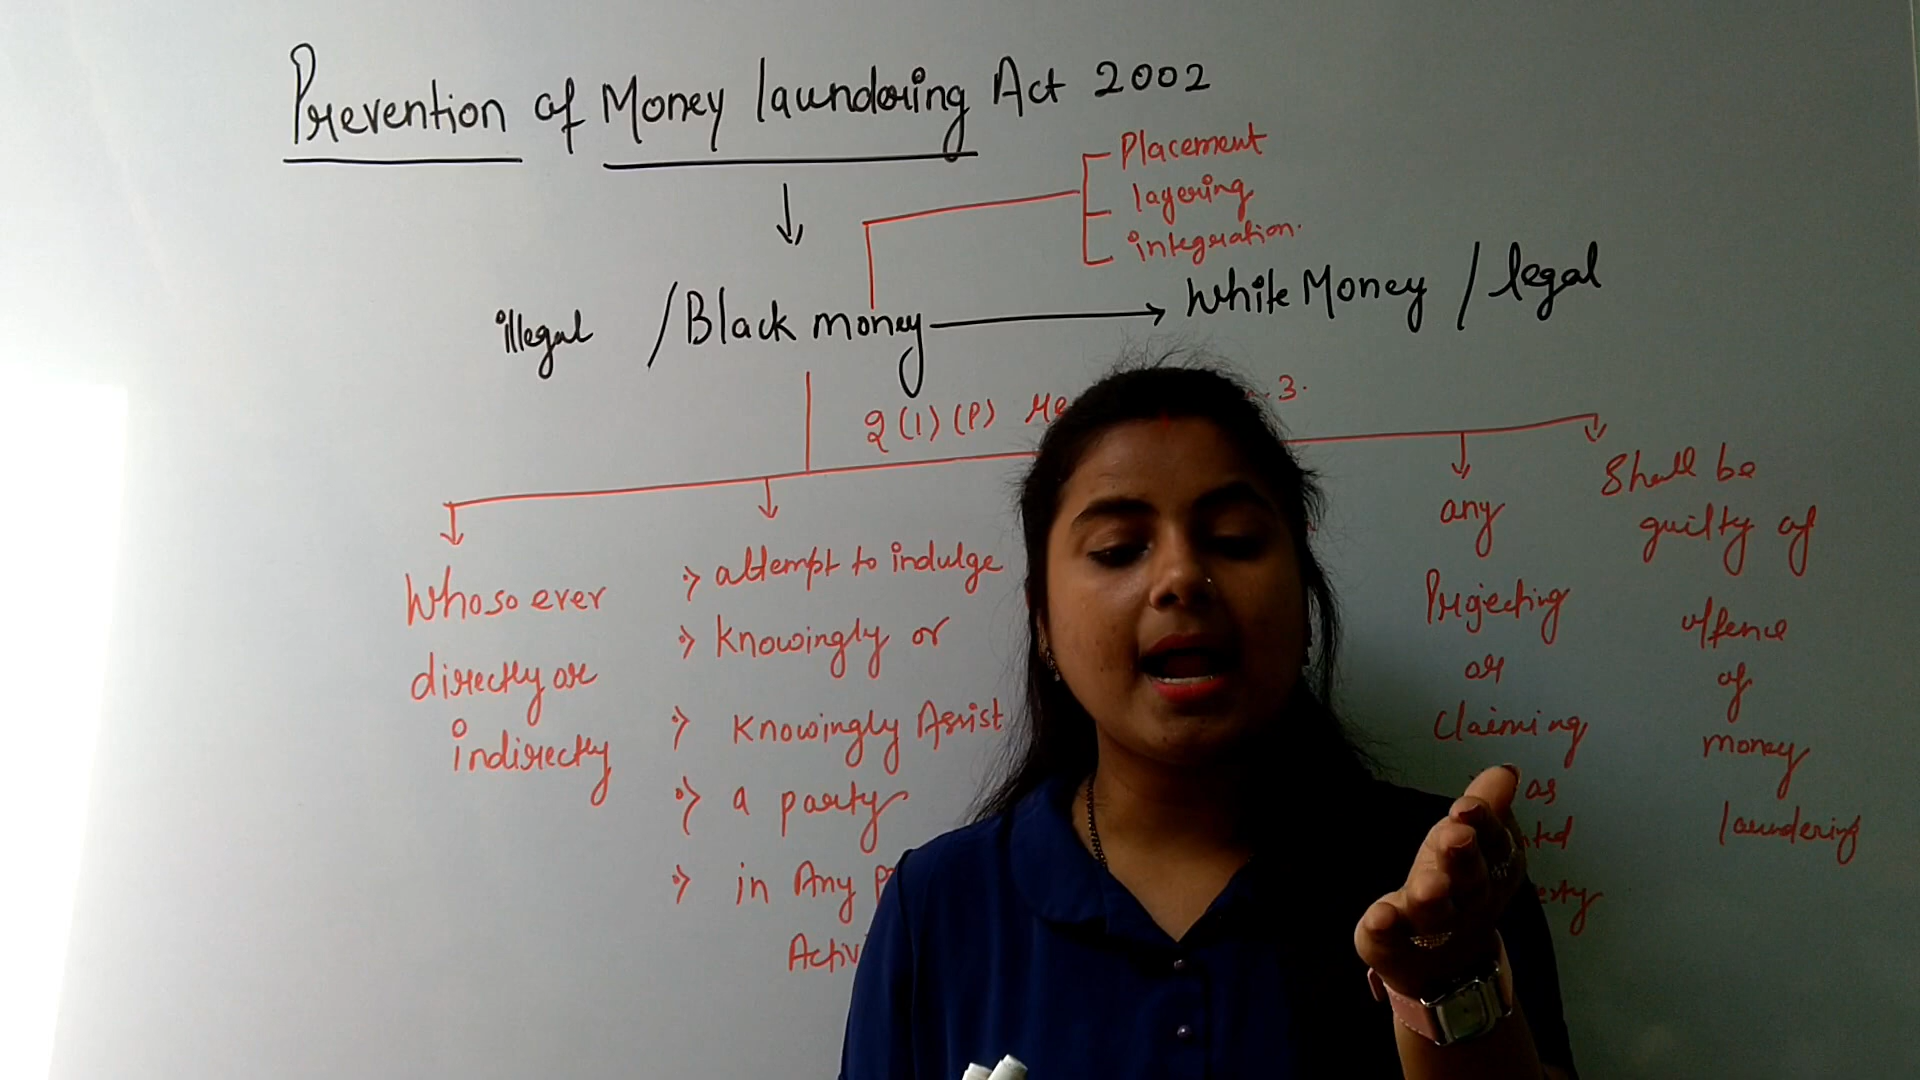 Prevention of Money laundering Act 2002
Placement
layering
integration.
illegal / Black money → White Money / legal
2(1)(P)
3.
Whosoever
directly or
indirectly
attempt to indulge
knowingly or
knowingly Assist
a party
in Any
any
Projecting
or
Claiming
as
Shall be
guilty of
offence
of
money
laundering